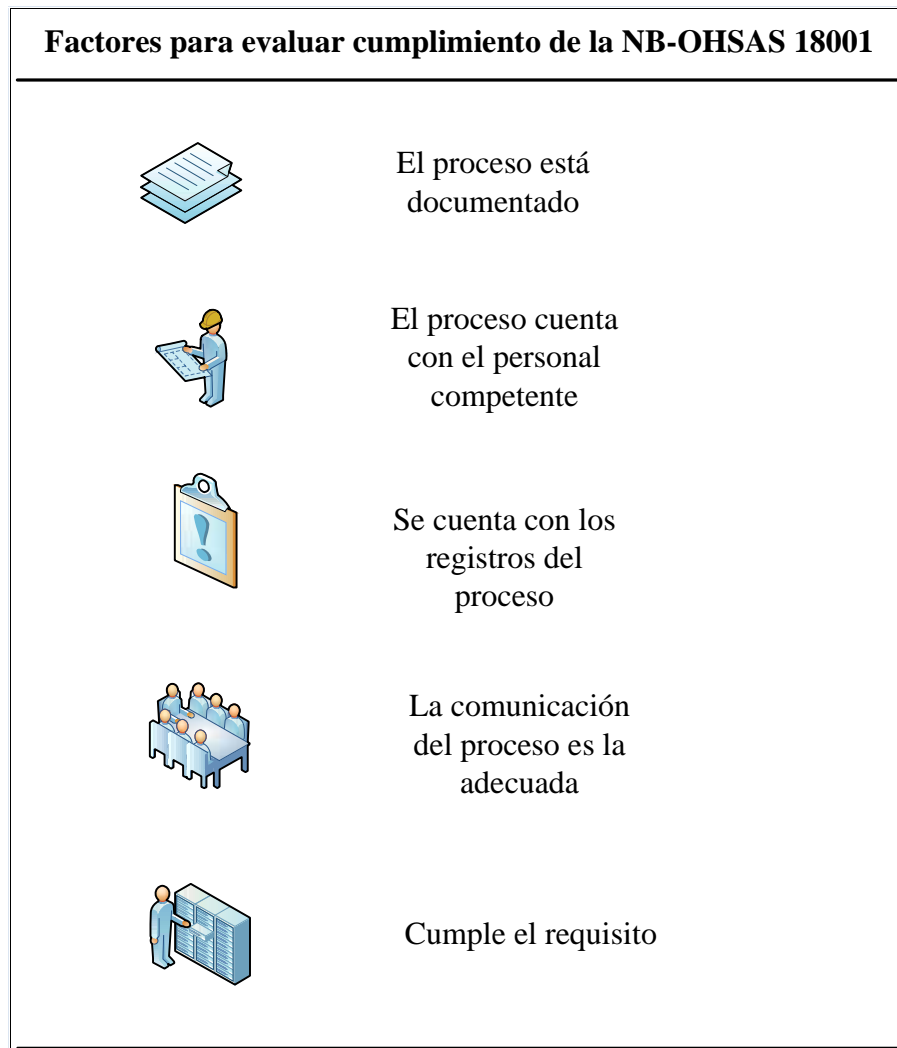 Factores para evaluar cumplimiento de la NB-OHSAS 18001
El proceso está
documentado
El proceso cuenta
con el personal
competente
Se cuenta con los
registros del
proceso
La comunicación
del proceso es la
adecuada
Cumple el requisito